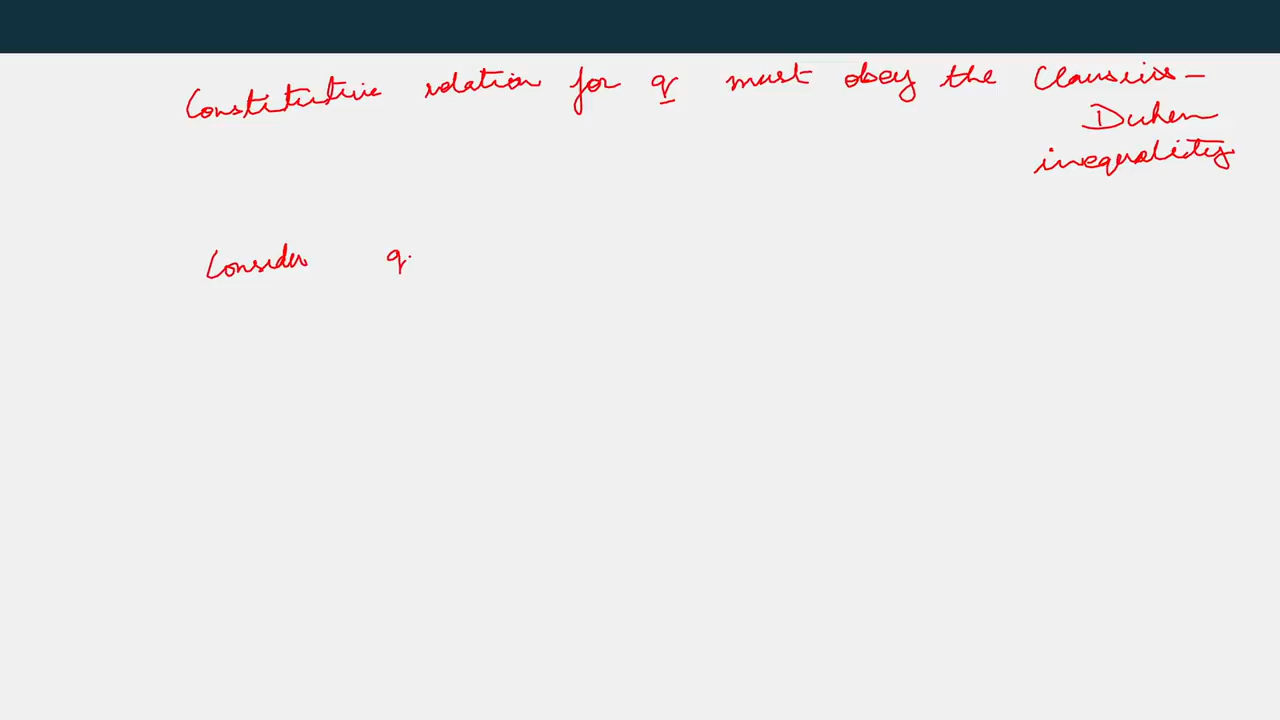 Constitutive relation for q must obey the Clausius -
Duhem
inequality
Consider q